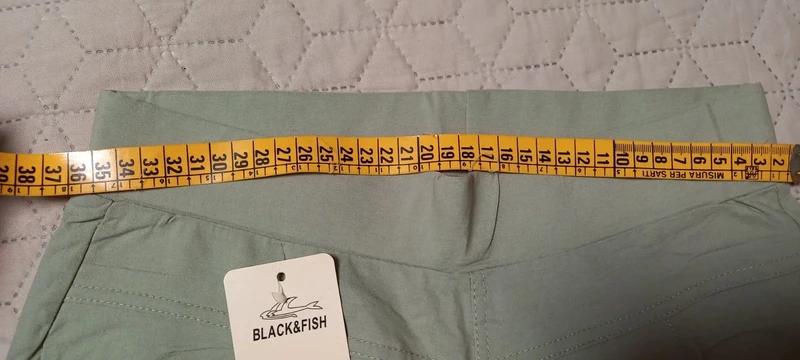 39 38 37 36 35 34 33 32 31 30 29 28 27 26 25 24 23 22 21 20 19 18 17 16 15 14 13 12 11 10 9 8 7 6 5 4 3 2
MISURA PER SARTI
BLACK&FISH